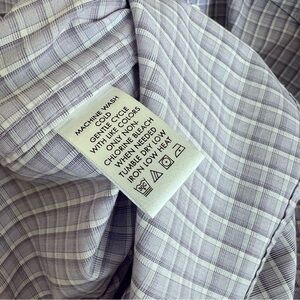 MACHINE WASH
COLD
GENTLE CYCLE
WITH LIKE COLORS
ONLY NON-
CHLORINE BLEACH
WHEN NEEDED
TUMBLE DRY LOW
IRON LOW HEAT